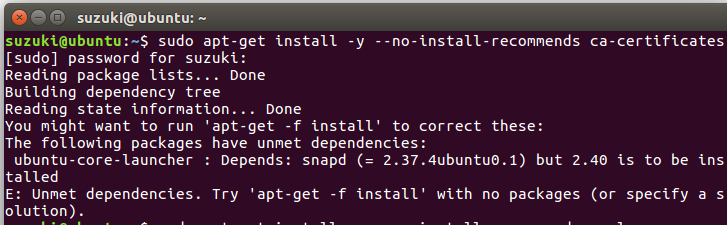 suzuki@ubuntu: ~
suzuki@ubuntu:~$ sudo apt-get install -y --no-install-recommends ca-certificates
[sudo] password for suzuki:
Reading package lists... Done
Building dependency tree
Reading state information... Done
You might want to run 'apt-get -f install' to correct these:
The following packages have unmet dependencies:
 ubuntu-core-launcher : Depends: snapd (= 2.37.4ubuntu0.1) but 2.40 is to be ins
talled
E: Unmet dependencies. Try 'apt-get -f install' with no packages (or specify a s
olution).